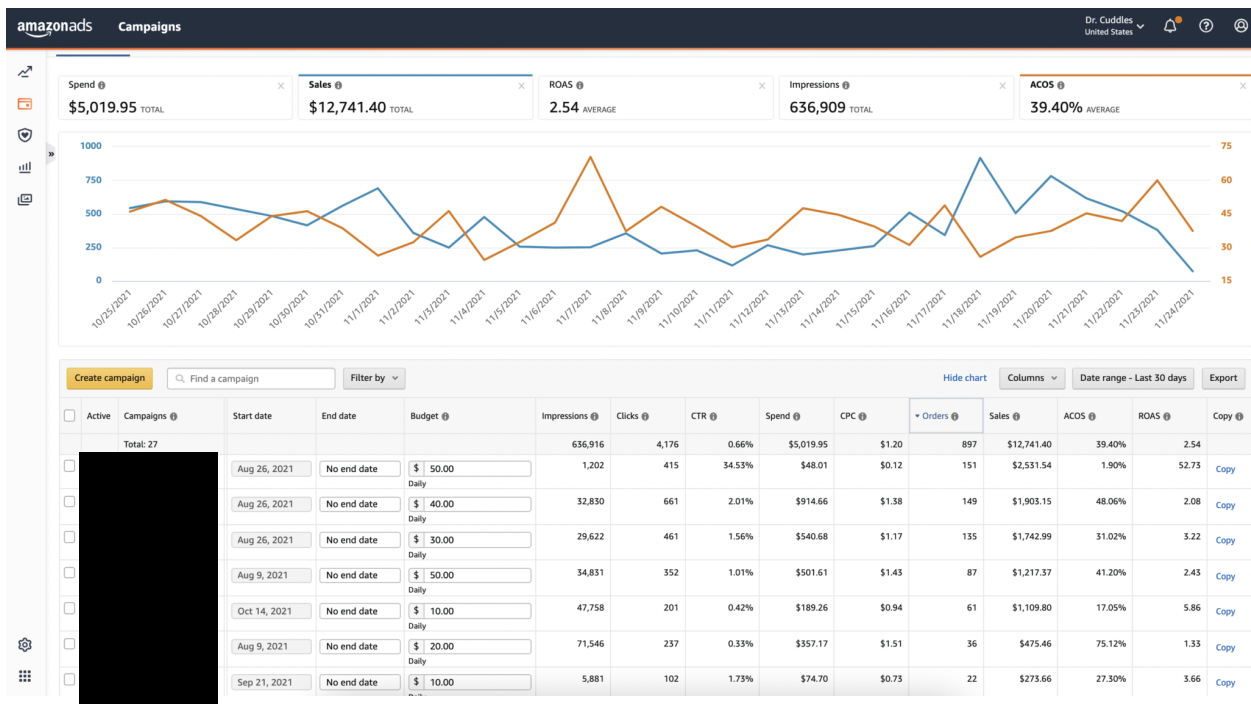 amazonads Campaigns Dr. Cuddles
United States
Spend $5,019.95 TOTAL
Sales $12,741.40 TOTAL
ROAS 2.54 AVERAGE
Impressions 636,909 TOTAL
ACOS 39.40% AVERAGE
1000 75
750 60
500 45
250 30
0 15
10/25/2021 10/26/2021 10/27/2021 10/28/2021 10/29/2021 10/30/2021 10/31/2021 11/1/2021 11/2/2021 11/3/2021 11/4/2021 11/5/2021 11/6/2021 11/7/2021 11/8/2021 11/9/2021 11/10/2021 11/11/2021 11/12/2021 11/13/2021 11/14/2021 11/15/2021 11/16/2021 11/17/2021 11/18/2021 11/19/2021 11/20/2021 11/21/2021 11/22/2021 11/23/2021 11/24/2021
Create campaign Find a campaign Filter by Hide chart Columns Date range - Last 30 days Export
Active Campaigns Start date End date Budget Impressions Clicks CTR Spend CPC Orders Sales ACOS ROAS Copy
Total: 27 636,916 4,176 0.66% $5,019.95 $1.20 897 $12,741.40 39.40% 2.54
Aug 26, 2021 No end date $ 50.00 1,202 415 34.53% $48.01 $0.12 151 $2,531.54 1.90% 52.73 Copy
Daily
Aug 26, 2021 No end date $ 40.00 32,830 661 2.01% $914.66 $1.38 149 $1,903.15 48.06% 2.08 Copy
Daily
Aug 26, 2021 No end date $ 30.00 29,622 461 1.56% $540.68 $1.17 135 $1,742.99 31.02% 3.22 Copy
Daily
Aug 9, 2021 No end date $ 50.00 34,831 352 1.01% $501.61 $1.43 87 $1,217.37 41.20% 2.43 Copy
Daily
Oct 14, 2021 No end date $ 10.00 47,758 201 0.42% $189.26 $0.94 61 $1,109.80 17.05% 5.86 Copy
Daily
Aug 9, 2021 No end date $ 20.00 71,546 237 0.33% $357.17 $1.51 36 $475.46 75.12% 1.33 Copy
Daily
Sep 21, 2021 No end date $ 10.00 5,881 102 1.73% $74.70 $0.73 22 $273.66 27.30% 3.66 Copy